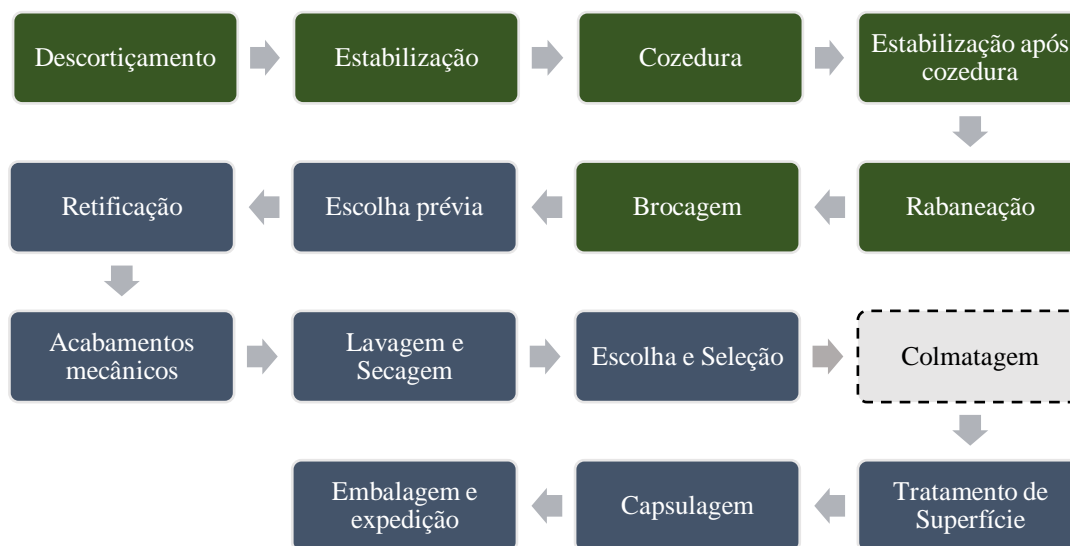 Descortiçamento
Estabilização
Cozedura
Estabilização após
cozedura
Rabaneação
Brocagem
Escolha prévia
Retificação
Acabamentos
mecânicos
Lavagem e
Secagem
Escolha e Seleção
Colmatagem
Tratamento de
Superfície
Capsulagem
Embalagem e
expedição